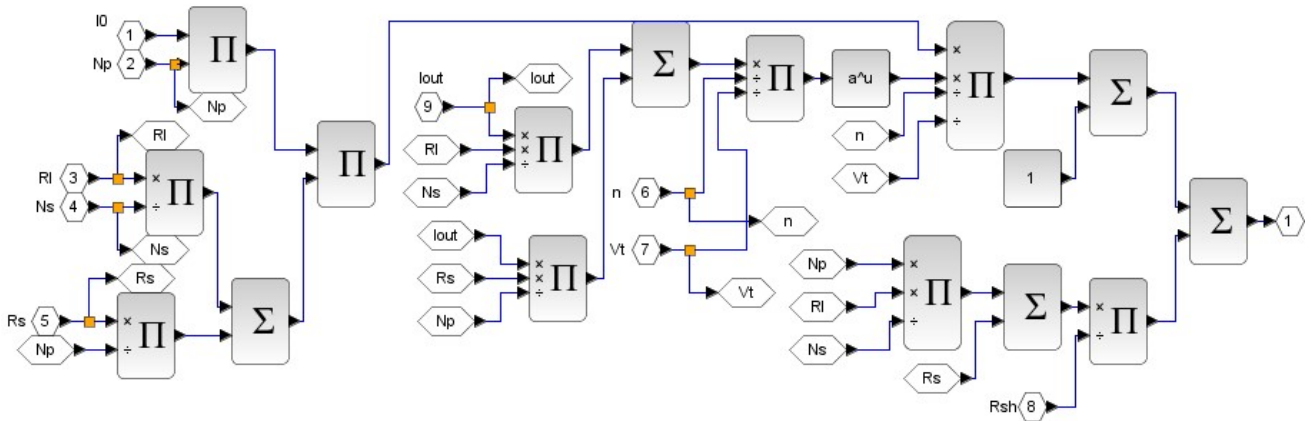 I0
1
Π
Np
2
Np
Rl
Rl
3
×
÷
Π
Ns
4
Ns
Rs
Rs
5
×
÷
Π
Np
Σ
Π
Iout
9
Iout
Rl
×
×
÷
Π
Ns
Iout
Rs
×
×
÷
Π
Np
Σ
×
÷
÷
Π
a^u
n
6
n
Vt
7
Vt
×
×
÷
÷
Π
n
Vt
1
Σ
Np
Rl
×
×
÷
Π
Ns
Rs
Σ
×
÷
Π
Rsh
8
Σ
1